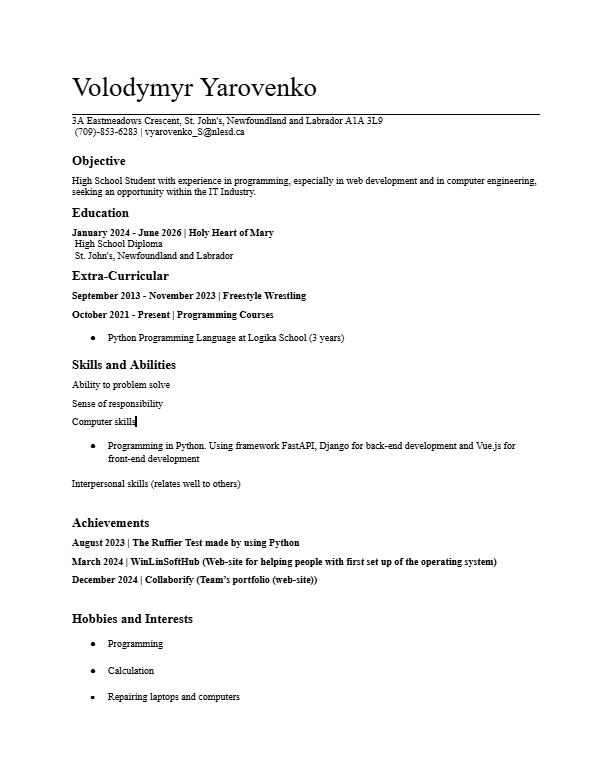 Volodymyr Yarovenko
3A Eastmeadows Crescent, St. John's, Newfoundland and Labrador A1A 3L9
(709)-853-6283 | vyarovenko_S@nlesd.ca
Objective
High School Student with experience in programming, especially in web development and in computer engineering,
seeking an opportunity within the IT Industry.
Education
January 2024 - June 2026 | Holy Heart of Mary
High School Diploma
St. John's, Newfoundland and Labrador
Extra-Curricular
September 2013 - November 2023 | Freestyle Wrestling
October 2021 - Present | Programming Courses
● Python Programming Language at Logika School (3 years)
Skills and Abilities
Ability to problem solve
Sense of responsibility
Computer skills
● Programming in Python. Using framework FastAPI, Django for back-end development and Vue.js for
front-end development
Interpersonal skills (relates well to others)
Achievements
August 2023 | The Ruffier Test made by using Python
March 2024 | WinLinSoftHub (Web-site for helping people with first set up of the operating system)
December 2024 | Collaborify (Team’s portfolio (web-site))
Hobbies and Interests
● Programming
● Calculation
● Repairing laptops and computers